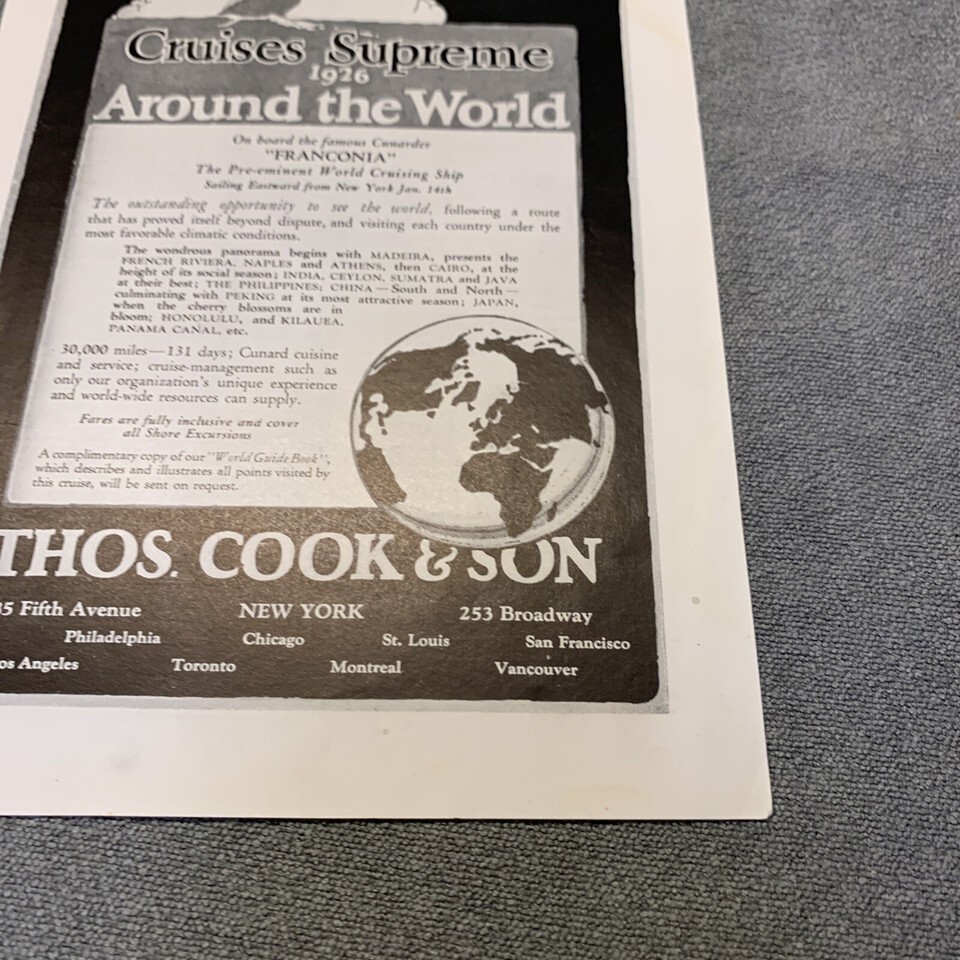 Cruises Supreme
1926
Around the World
On board the famous Cunarder
"FRANCONIA"
The Pre-eminent World Cruising Ship
Sailing Eastward from New York Jan. 14th
The outstanding opportunity to see the world, following a route
that has proved itself beyond dispute, and visiting each country under the
most favorable climatic conditions.
The wondrous panorama begins with MADEIRA, presents the
FRENCH RIVIERA, NAPLES and ATHENS, then CAIRO, at the
height of its social season; INDIA, CEYLON, SUMATRA and JAVA
at their best; THE PHILIPPINES; CHINA—South and North—
culminating with PEKING at its most attractive season; JAPAN,
when the cherry blossoms are in
bloom; HONOLULU, and KILAUEA,
PANAMA CANAL, etc.
30,000 miles—131 days; Cunard cuisine
and service; cruise-management such as
only our organization's unique experience
and world-wide resources can supply.
Fares are fully inclusive and cover
all Shore Excursions
A complimentary copy of our "World Guide Book",
which describes and illustrates all points visited by
this cruise, will be sent on request.
THOS. COOK & SON
5 Fifth Avenue NEW YORK 253 Broadway
Philadelphia Chicago St. Louis San Francisco
os Angeles Toronto Montreal Vancouver